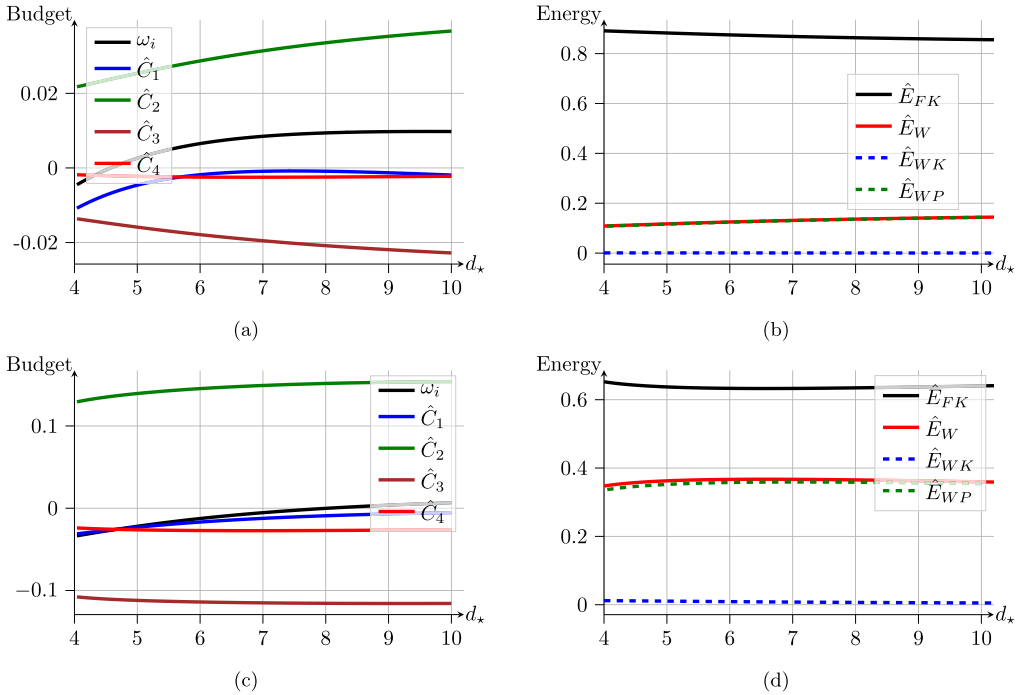 Budget
ω_i
Ĉ_1
Ĉ_2
Ĉ_3
Ĉ_4
0.02
0
-0.02
4 5 6 7 8 9 10
d_⋆
(a)
Energy
Ê_FK
Ê_W
Ê_WK
Ê_WP
0.8
0.6
0.4
0.2
0
4 5 6 7 8 9 10
d_⋆
(b)
Budget
ω_i
Ĉ_1
Ĉ_2
Ĉ_3
Ĉ_4
0.1
0
−0.1
4 5 6 7 8 9 10
d_⋆
(c)
Energy
Ê_FK
Ê_W
Ê_WK
Ê_WP
0.6
0.4
0.2
0
4 5 6 7 8 9 10
d_⋆
(d)